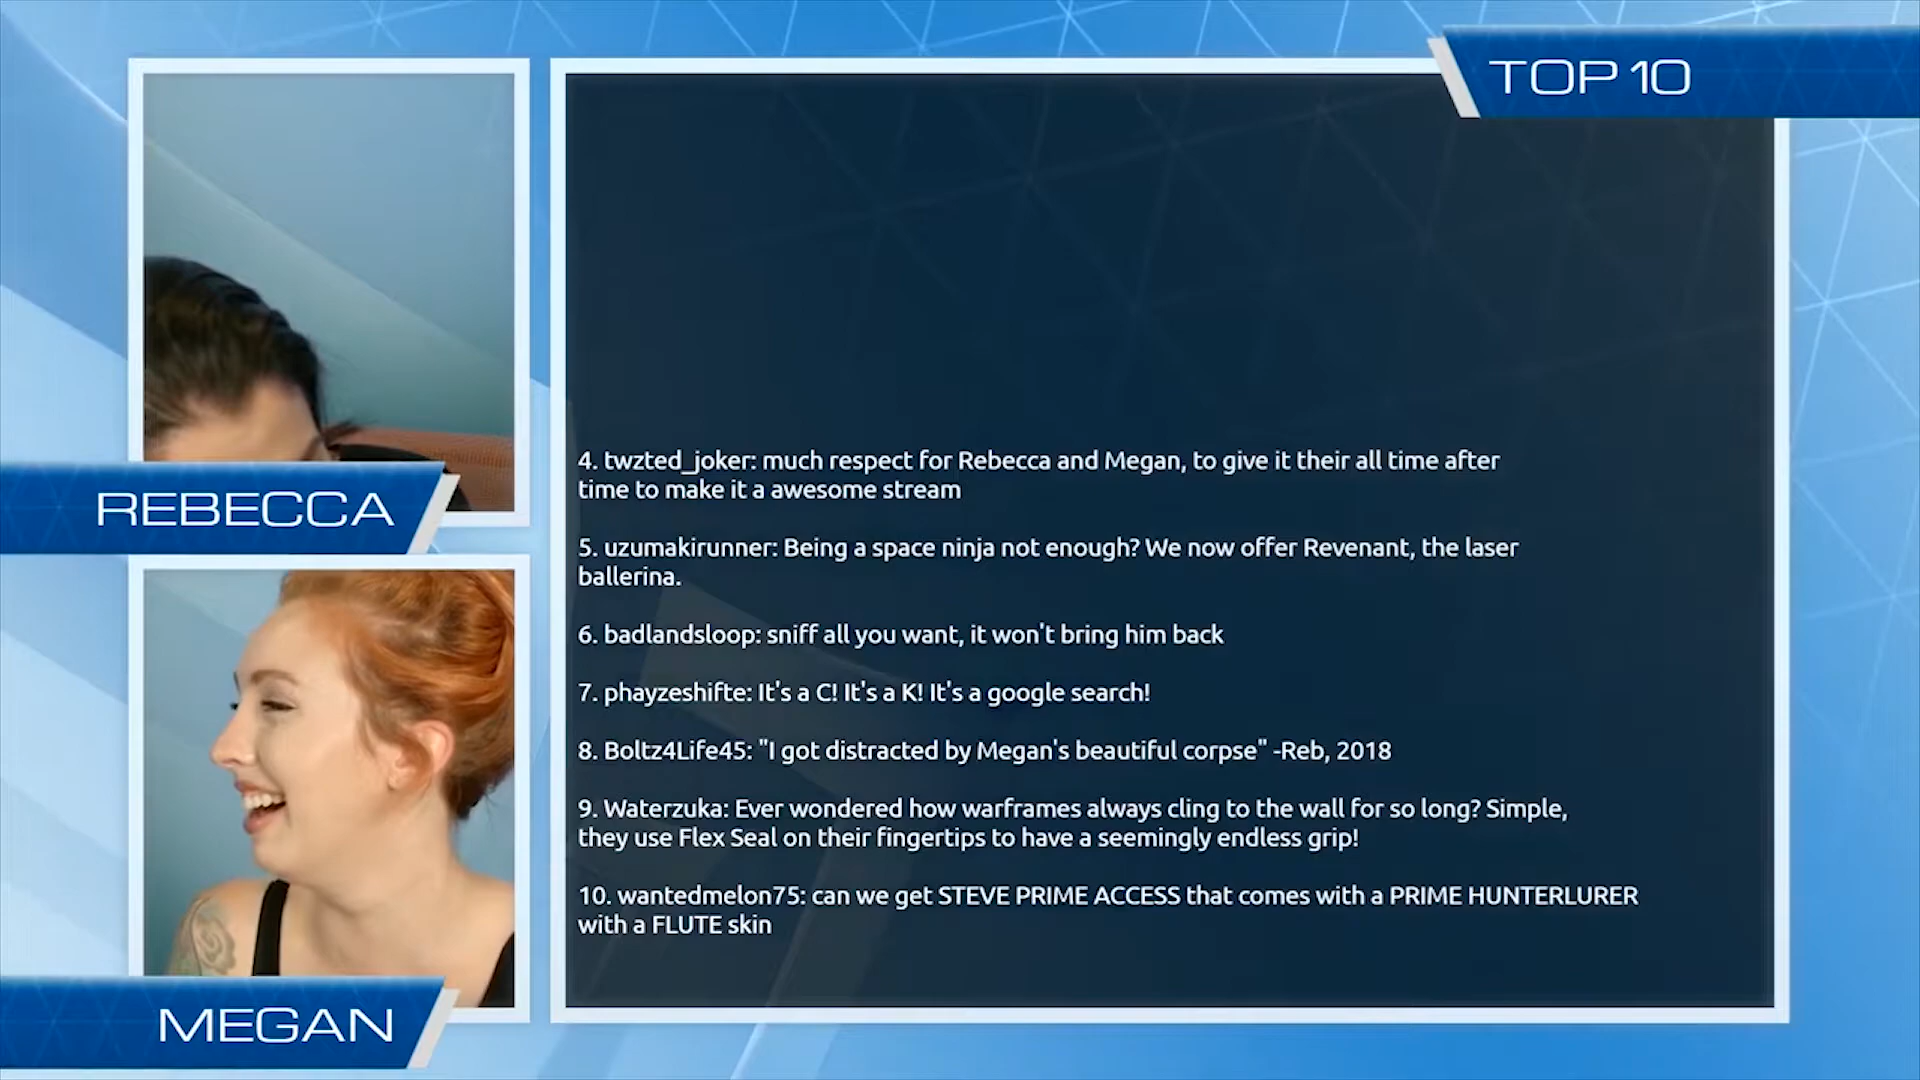 TOP 10
REBECCA
MEGAN
4. twzted_joker: much respect for Rebecca and Megan, to give it their all time after
time to make it a awesome stream
5. uzumakirunner: Being a space ninja not enough? We now offer Revenant, the laser
ballerina.
6. badlandsloop: sniff all you want, it won't bring him back
7. phayzeshifte: It's a C! It's a K! It's a google search!
8. Boltz4Life45: "I got distracted by Megan's beautiful corpse" -Reb, 2018
9. Waterzuka: Ever wondered how warframes always cling to the wall for so long? Simple,
they use Flex Seal on their fingertips to have a seemingly endless grip!
10. wantedmelon75: can we get STEVE PRIME ACCESS that comes with a PRIME HUNTERLURER
with a FLUTE skin